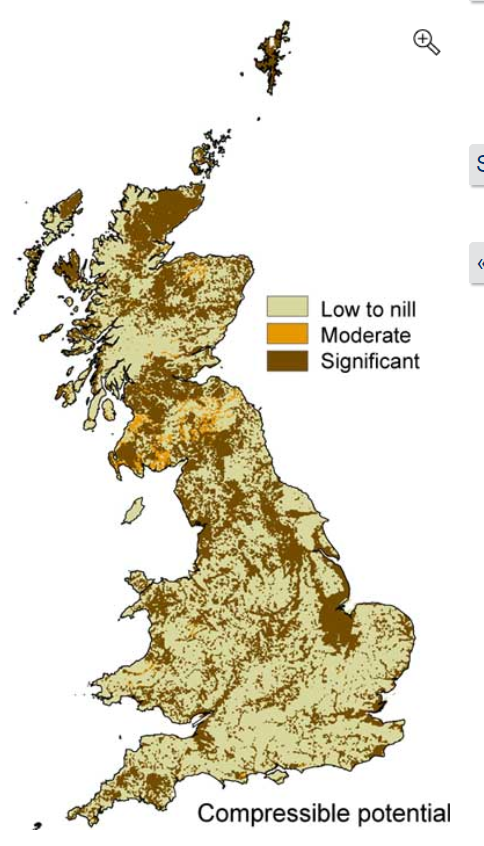 S
«
Low to nill
Moderate
Significant
Compressible potential